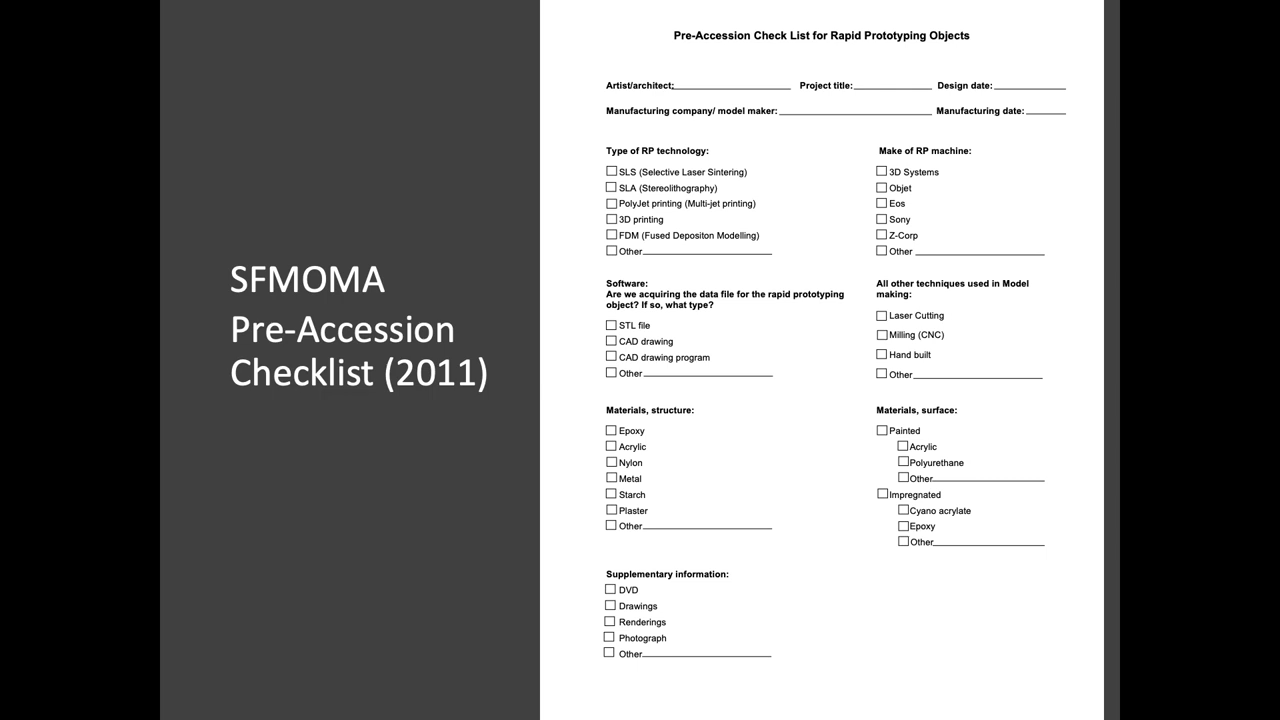 SFMOMA
Pre-Accession
Checklist (2011)
Pre-Accession Check List for Rapid Prototyping Objects
Artist/architect: Project title: Design date:
Manufacturing company/ model maker: Manufacturing date:
Type of RP technology:
SLS (Selective Laser Sintering)
SLA (Stereolithography)
PolyJet printing (Multi-jet printing)
3D printing
FDM (Fused Depositon Modelling)
Other
Make of RP machine:
3D Systems
Objet
Eos
Sony
Z-Corp
Other
Software:
Are we acquiring the data file for the rapid prototyping
object? If so, what type?
STL file
CAD drawing
CAD drawing program
Other
All other techniques used in Model
making:
Laser Cutting
Milling (CNC)
Hand built
Other
Materials, structure:
Epoxy
Acrylic
Nylon
Metal
Starch
Plaster
Other
Materials, surface:
Painted
Acrylic
Polyurethane
Other
Impregnated
Cyano acrylate
Epoxy
Other
Supplementary information:
DVD
Drawings
Renderings
Photograph
Other